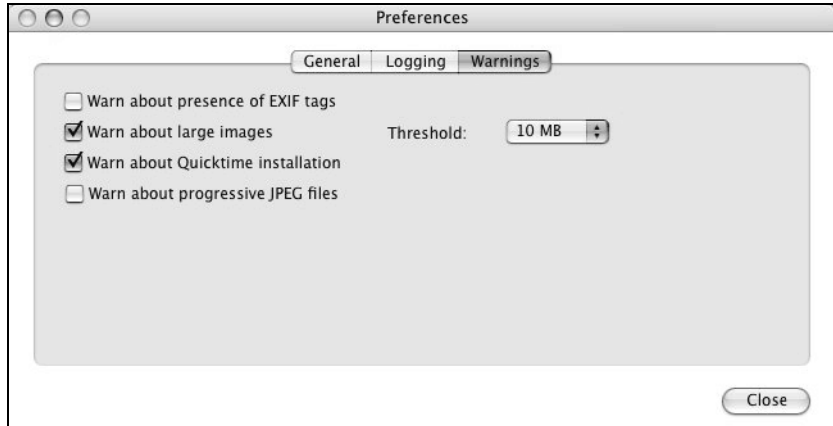 Preferences
General Logging Warnings
Warn about presence of EXIF tags
Warn about large images Threshold: 10 MB
Warn about Quicktime installation
Warn about progressive JPEG files
Close